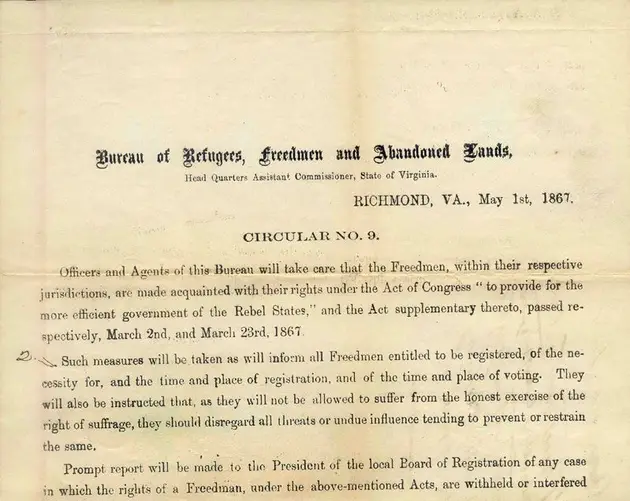 Bureau of Refugees, Freedmen and Abandoned Lands,
Head Quarters Assistant Commissioner, State of Virginia.
RICHMOND, VA., May 1st, 1867.
CIRCULAR NO. 9.
Officers and Agents of this Bureau will take care that the Freedmen, within their respective
jurisdictions, are made acquainted with their rights under the Act of Congress " to provide for the
more efficient government of the Rebel States," and the Act supplementary thereto, passed re-
spectively, March 2nd, and March 23rd, 1867.
2. Such measures will be taken as will inform all Freedmen entitled to be registered, of the ne-
cessity for, and the time and place of registration, and of the time and place of voting. They
will also be instructed that, as they will not be allowed to suffer from the honest exercise of the
right of suffrage, they should disregard all threats or undue influence tending to prevent or restrain
the same.
Prompt report will be made to the President of the local Board of Registration of any case
in which the rights of a Freedman, under the above-mentioned Acts, are withheld or interfered